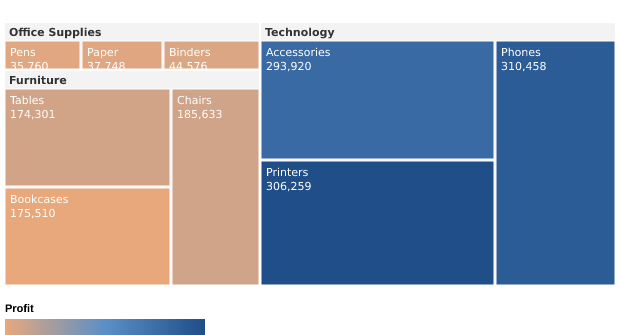 Office Supplies
Pens
35,760
Paper
37,748
Binders
44,576
Furniture
Tables
174,301
Chairs
185,633
Bookcases
175,510
Technology
Accessories
293,920
Phones
310,458
Printers
306,259
Profit